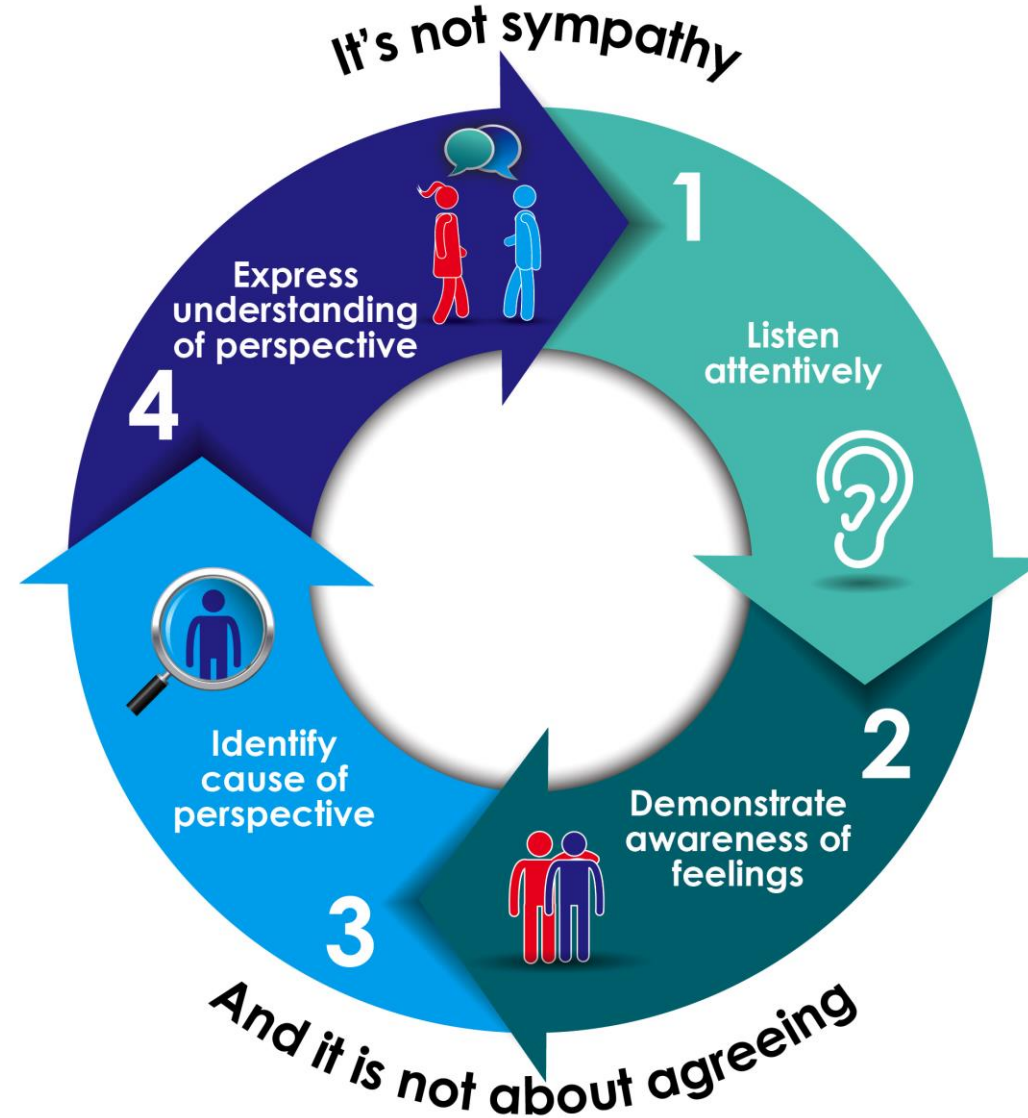 It's not sympathy
1
Listen
attentively
2
Demonstrate
awareness of
feelings
3
Identify
cause of
perspective
4
Express
understanding
of perspective
And it is not about agreeing